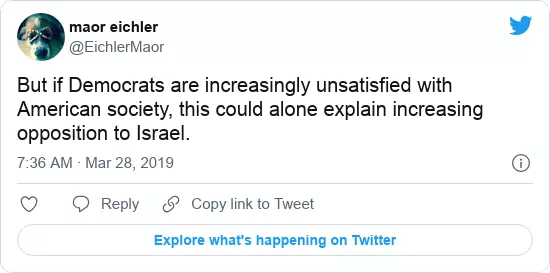 maor eichler
@EichlerMaor
But if Democrats are increasingly unsatisfied with
American society, this could alone explain increasing
opposition to Israel.
7:36 AM · Mar 28, 2019
Reply
Copy link to Tweet
Explore what's happening on Twitter